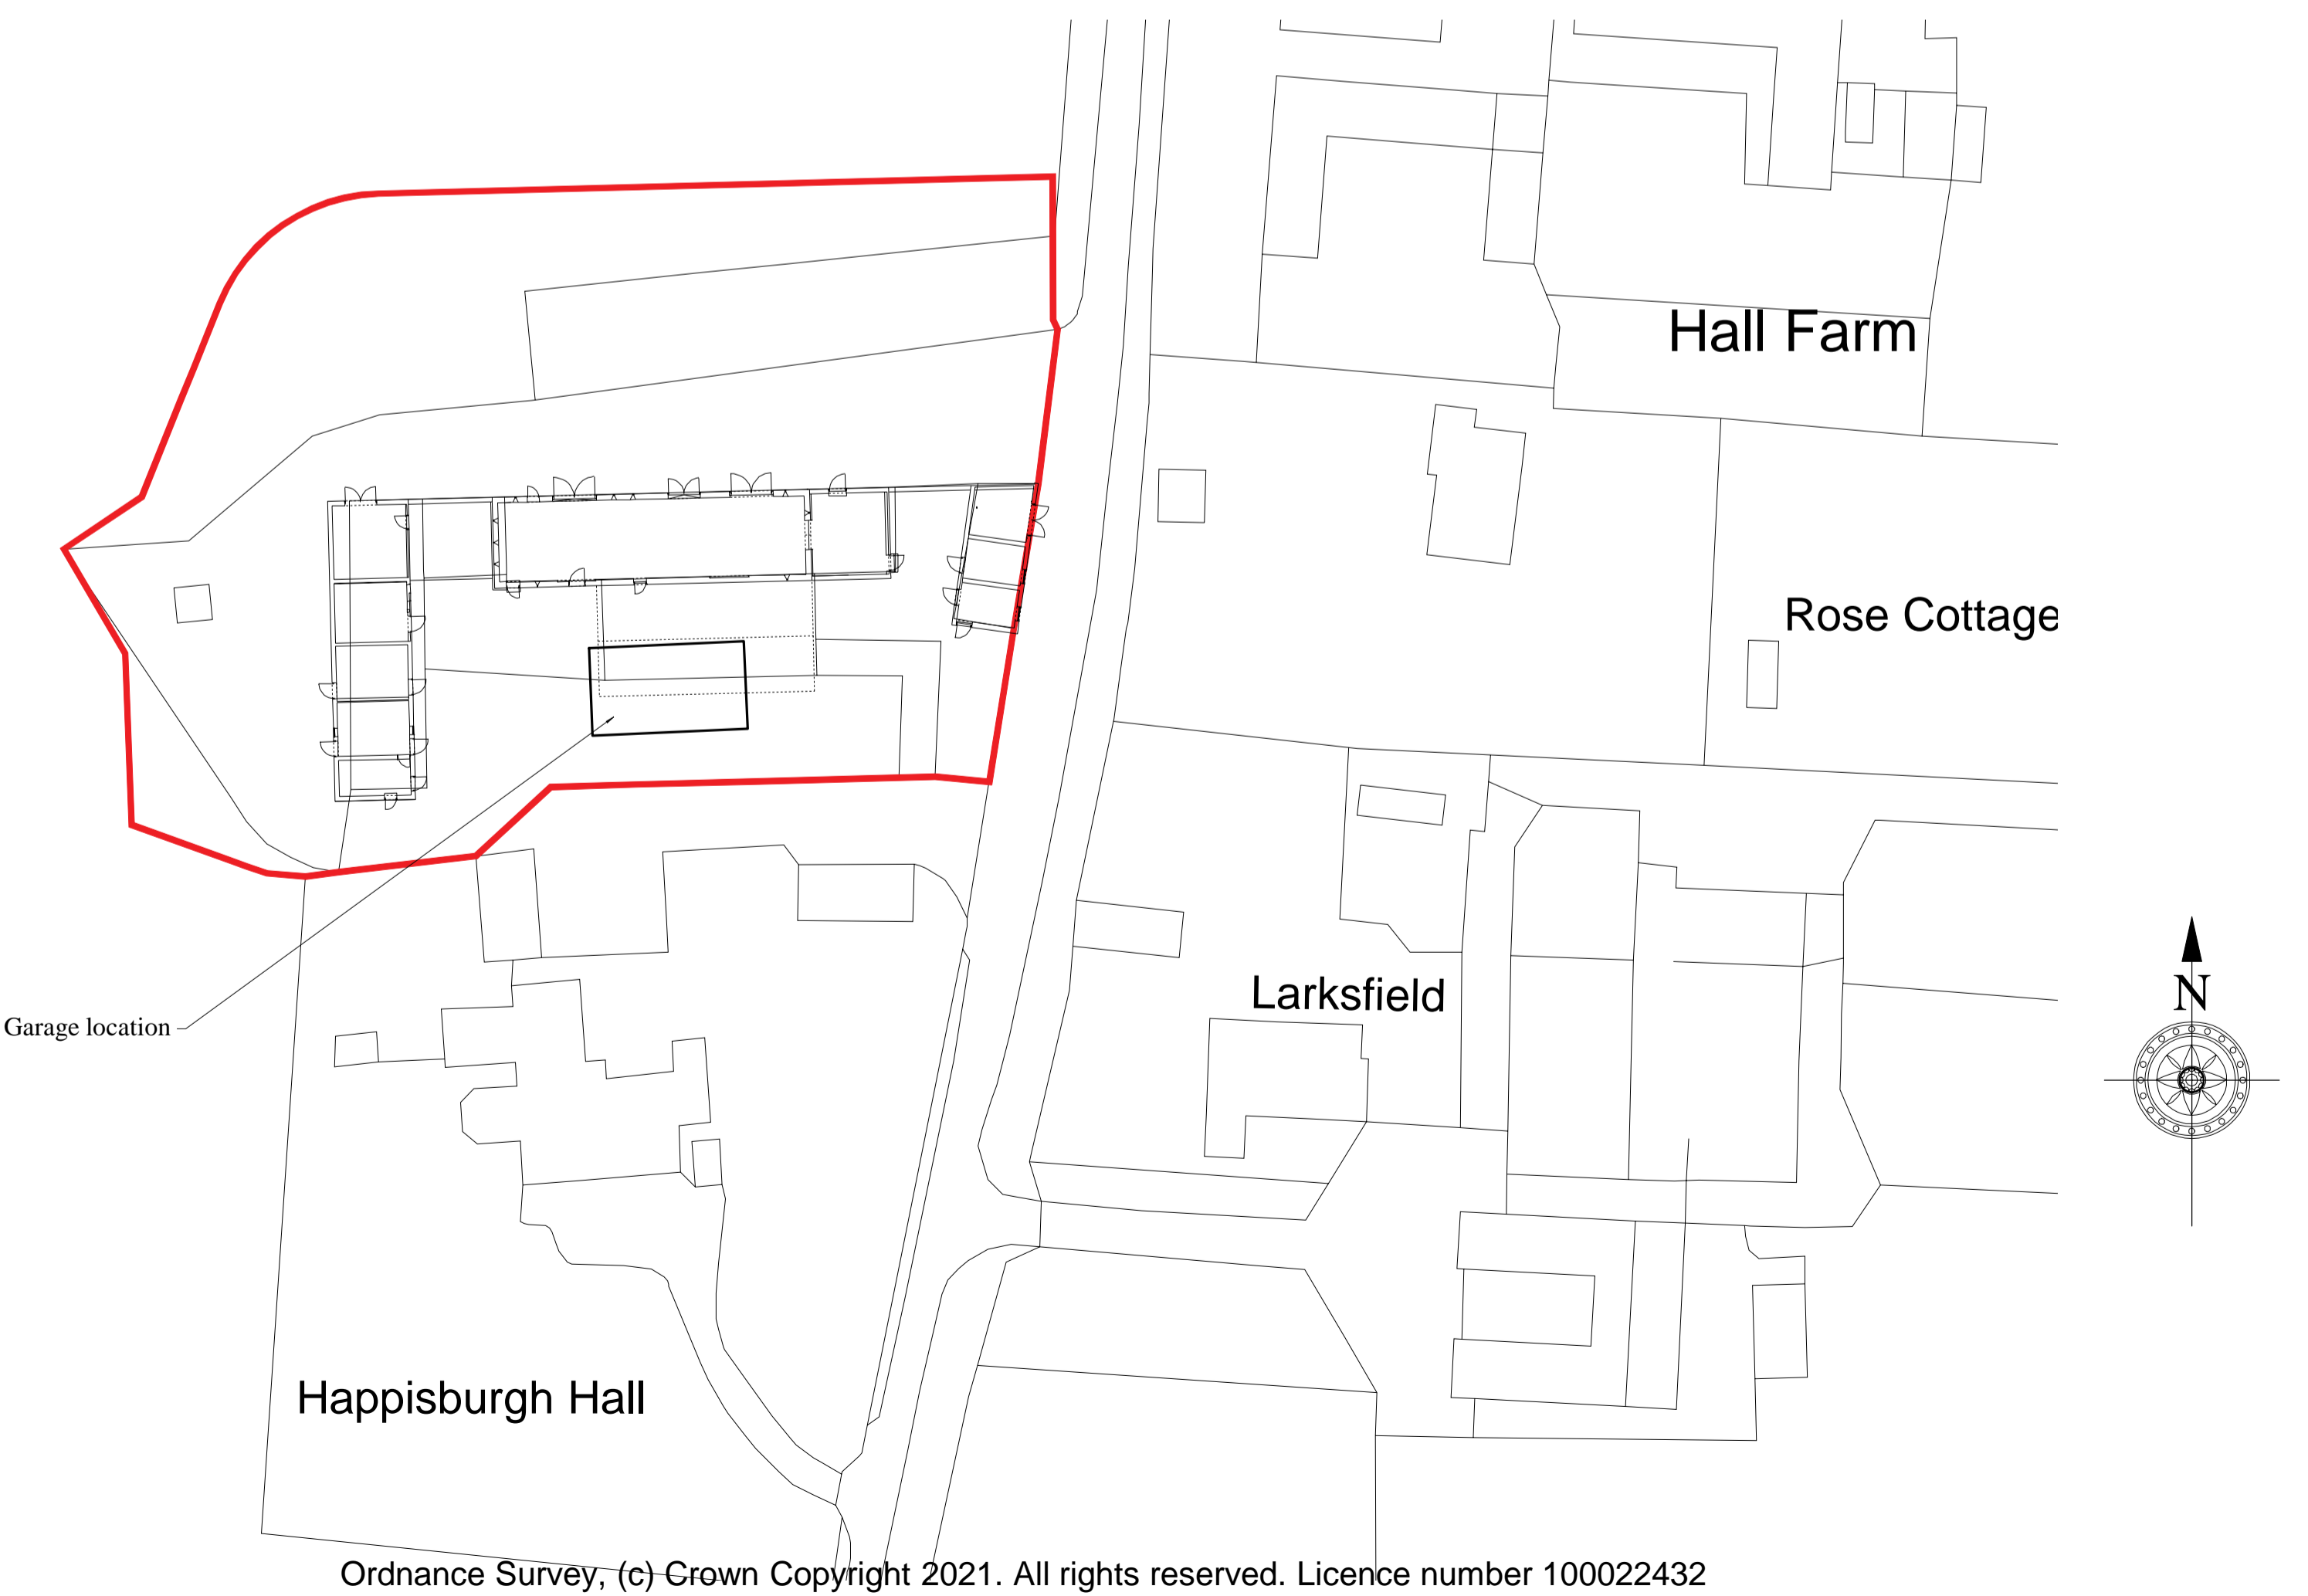 Hall Farm
Rose Cottage
Larksfield
N
Garage location
Happisburgh Hall
Ordnance Survey, (c) Crown Copyright 2021. All rights reserved. Licence number 100022432